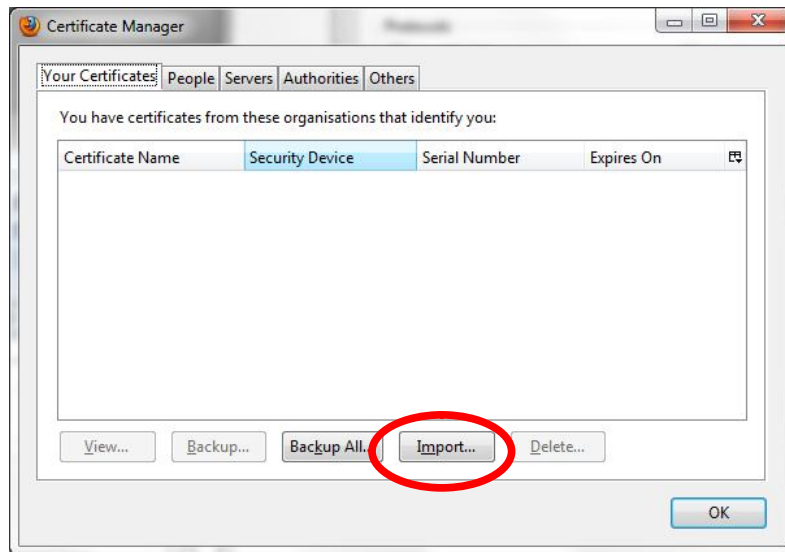 Certificate Manager
Your Certificates People Servers Authorities Others
You have certificates from these organisations that identify you:
Certificate Name Security Device Serial Number Expires On
View... Backup... Backup All... Import... Delete...
OK